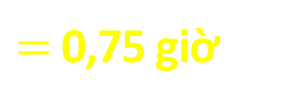 = 0,75 giờ